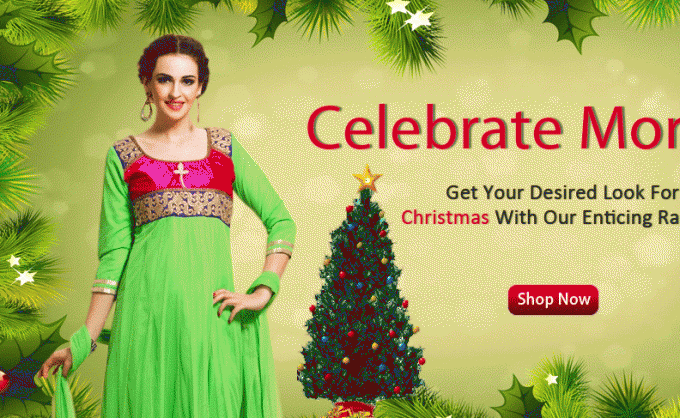 Celebrate Mor
Get Your Desired Look For
Christmas With Our Enticing Ra
Shop Now